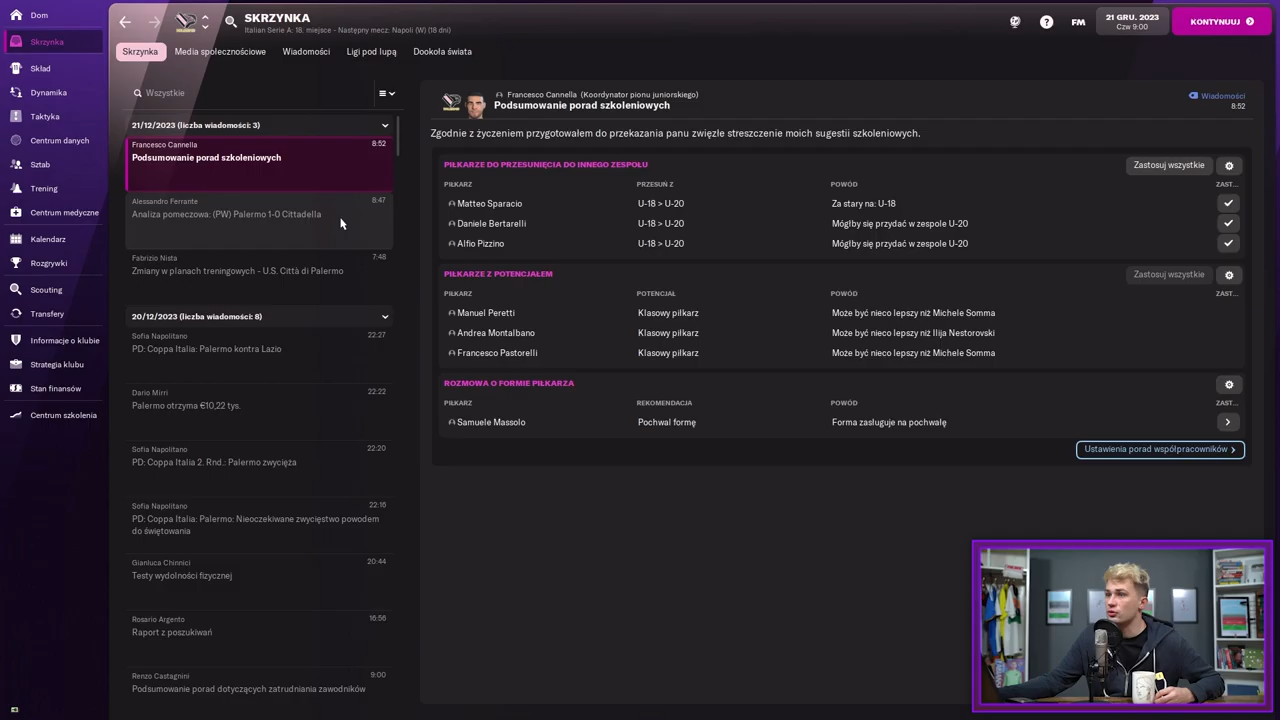 Dom
Skrzynka
Skład
Dynamika
Taktyka
Centrum danych
Sztab
Trening
Centrum medyczne
Kalendarz
Rozgrywki
Scouting
Transfery
Informacje o klubie
Strategia klubu
Stan finansów
Centrum szkolenia
SKRZYNKA
Italian Serie A: 18. miejsce - Następny mecz: Napoli (W) (18 dni)
FM
21 GRU. 2023
Czw 9:00
KONTYNUUJ
Skrzynka Media społecznościowe Wiadomości Ligi pod lupą Dookoła świata
Wszystkie
21/12/2023 (liczba wiadomości: 3)
Francesco Cannella 8:52
Podsumowanie porad szkoleniowych
Alessandro Ferrante 8:47
Analiza pomeczowa: (PW) Palermo 1-0 Cittadella
Fabrizio Nista 7:48
Zmiany w planach treningowych - U.S. Città di Palermo
20/12/2023 (liczba wiadomości: 8)
Sofia Napolitano 22:27
PD: Coppa Italia: Palermo kontra Lazio
Dario Mirri 22:22
Palermo otrzyma €10,22 tys.
Sofia Napolitano 22:20
PD: Coppa Italia 2. Rnd.: Palermo zwycięża
Sofia Napolitano 22:16
PD: Coppa Italia: Palermo: Nieoczekiwane zwycięstwo powodem
do świętowania
Gianluca Chinnici 20:44
Testy wydolności fizycznej
Rosario Argento 16:56
Raport z poszukiwań
Renzo Castagnini 9:00
Podsumowanie porad dotyczących zatrudniania zawodników
Francesco Cannella (Koordynator pionu juniorskiego)
Podsumowanie porad szkoleniowych
Wiadomości
8:52
Zgodnie z życzeniem przygotowałem do przekazania panu zwięzłe streszczenie moich sugestii szkoleniowych.
PIŁKARZE DO PRZESUNIĘCIA DO INNEGO ZESPOŁU Zastosuj wszystkie
PIŁKARZ PRZESUŃ Z POWÓD ZAST...
Matteo Sparacio U-18 > U-20 Za stary na: U-18
Daniele Bertarelli U-18 > U-20 Mógłby się przydać w zespole U-20
Alfio Pizzino U-18 > U-20 Mógłby się przydać w zespole U-20
PIŁKARZE Z POTENCJAŁEM Zastosuj wszystkie
PIŁKARZ POTENCJAŁ POWÓD ZAST...
Manuel Peretti Klasowy piłkarz Może być nieco lepszy niż Michele Somma
Andrea Montalbano Klasowy piłkarz Może być nieco lepszy niż Ilija Nestorovski
Francesco Pastorelli Klasowy piłkarz Może być nieco lepszy niż Michele Somma
ROZMOWA O FORMIE PIŁKARZA
PIŁKARZ REKOMENDACJA POWÓD ZAST...
Samuele Massolo Pochwal formę Forma zasługuje na pochwałę
Ustawienia porad współpracowników